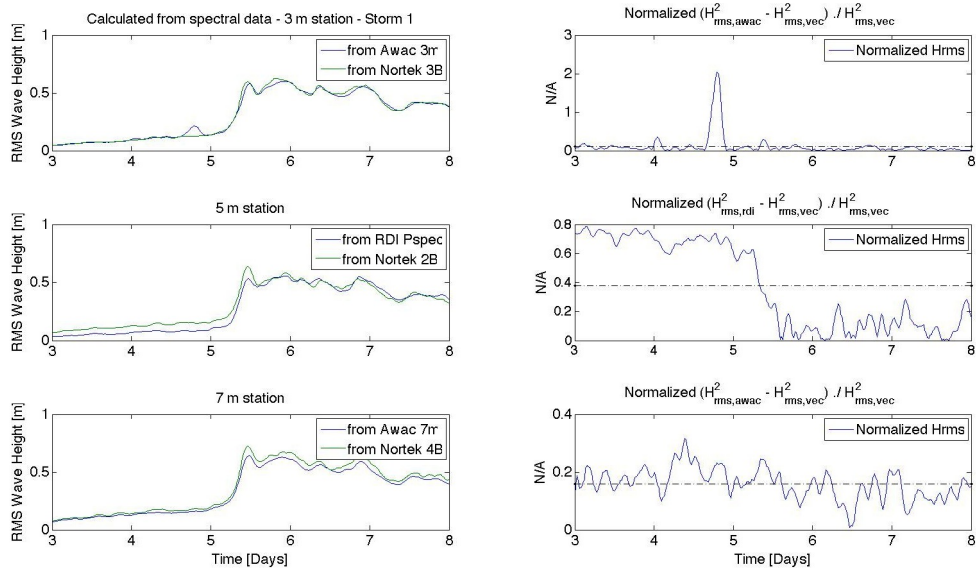 Calculated from spectral data - 3 m station - Storm 1
RMS Wave Height [m]
1
0.5
0
from Awac 3m
from Nortek 3B
3 4 5 6 7 8
Normalized (H²rms,awac - H²rms,vec) ./ H²rms,vec
N/A
3
2
1
0
Normalized Hrms
3 4 5 6 7 8
5 m station
RMS Wave Height [m]
1
0.5
0
from RDI Pspec
from Nortek 2B
3 4 5 6 7 8
Normalized (H²rms,rdi - H²rms,vec) ./ H²rms,vec
N/A
0.8
0.6
0.4
0.2
0
Normalized Hrms
3 4 5 6 7 8
7 m station
RMS Wave Height [m]
1
0.5
0
from Awac 7m
from Nortek 4B
3 4 5 6 7 8
Time [Days]
Normalized (H²rms,awac - H²rms,vec) ./ H²rms,vec
N/A
0.4
0.2
0
Normalized Hrms
3 4 5 6 7 8
Time [Days]